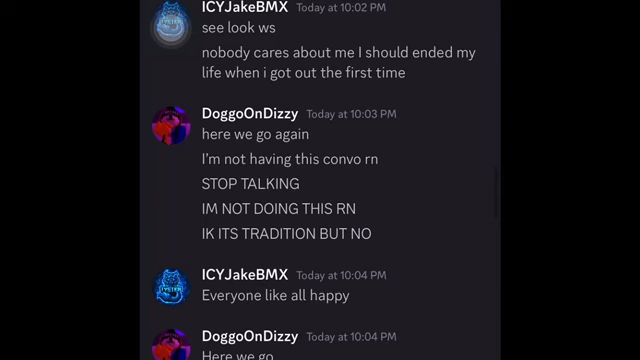 ICYJakeBMX Today at 10:02 PM
see look ws
nobody cares about me I should ended my
life when i got out the first time
DoggoOnDizzy Today at 10:03 PM
here we go again
I'm not having this convo rn
STOP TALKING
IM NOT DOING THIS RN
IK ITS TRADITION BUT NO
ICYJakeBMX Today at 10:04 PM
Everyone like all happy
DoggoOnDizzy Today at 10:04 PM
Here we go